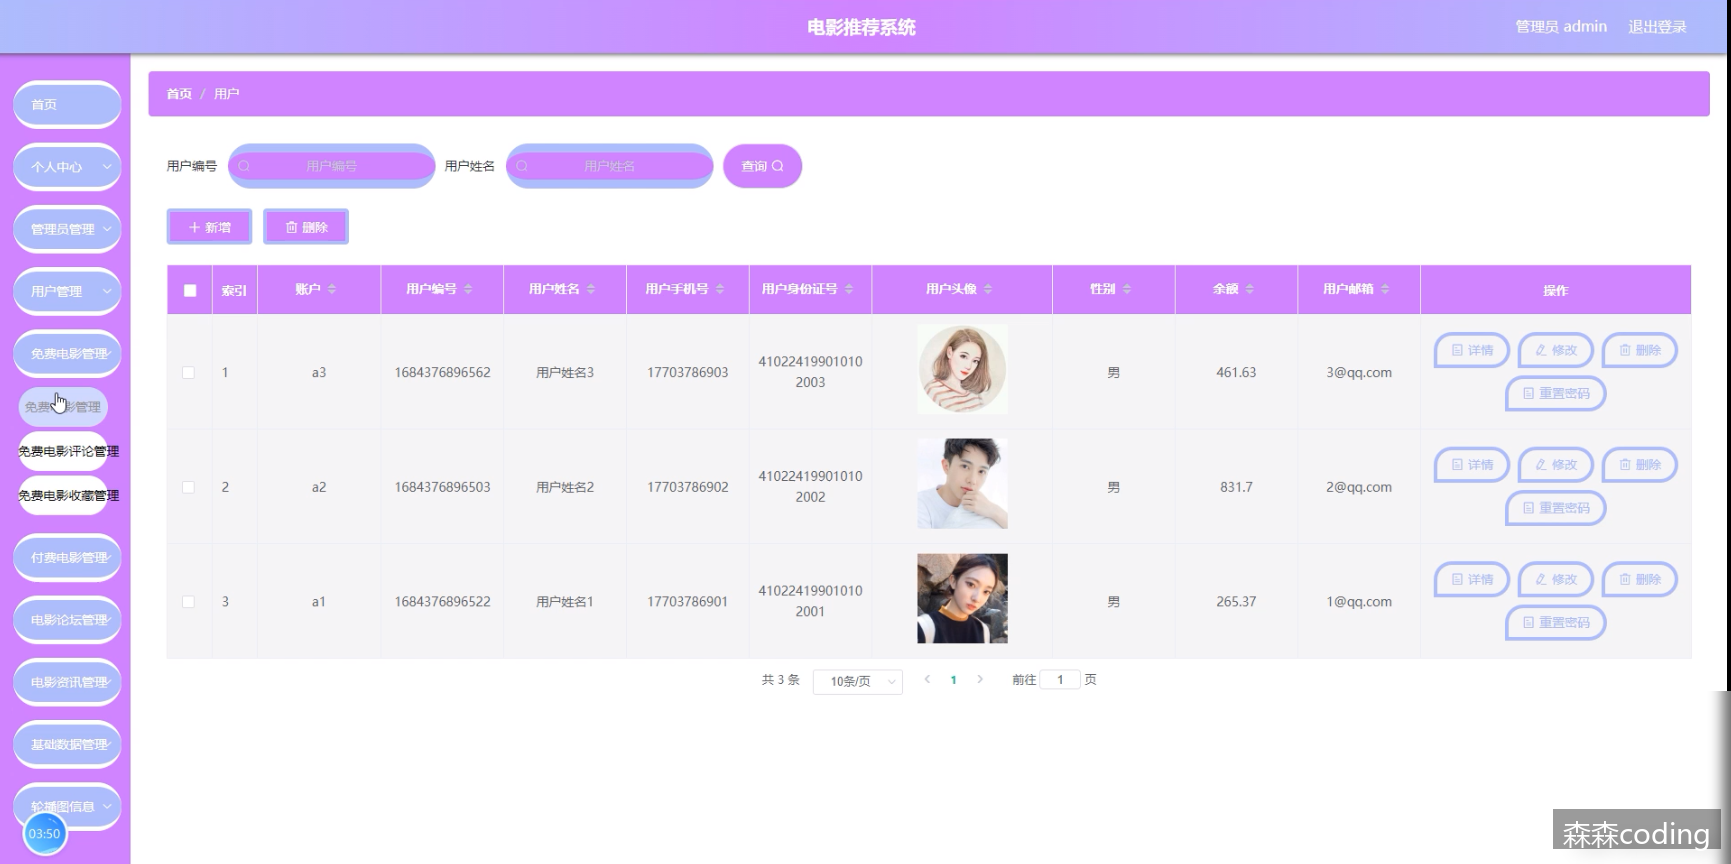 电影推荐系统
管理员 admin
退出登录
首页
个人中心
管理员管理
用户管理
免费电影管理
免费电影管理
免费电影评论管理
免费电影收藏管理
付费电影管理
电影论坛管理
电影资讯管理
基础数据管理
轮播图信息
03:50
首页 / 用户
用户编号 用户编号 用户姓名 用户姓名 查询
新增 删除
索引 账户 用户编号 用户姓名 用户手机号 用户身份证号 用户头像 性别 余额 用户邮箱 操作
1 a3 1684376896562 用户姓名3 17703786903 410224199010102003 男 461.63 3@qq.com 详情 修改 删除 重置密码
2 a2 1684376896503 用户姓名2 17703786902 410224199010102002 男 831.7 2@qq.com 详情 修改 删除 重置密码
3 a1 1684376896522 用户姓名1 17703786901 410224199010102001 男 265.37 1@qq.com 详情 修改 删除 重置密码
共 3 条 10条/页 1 前往 1 页
森森coding